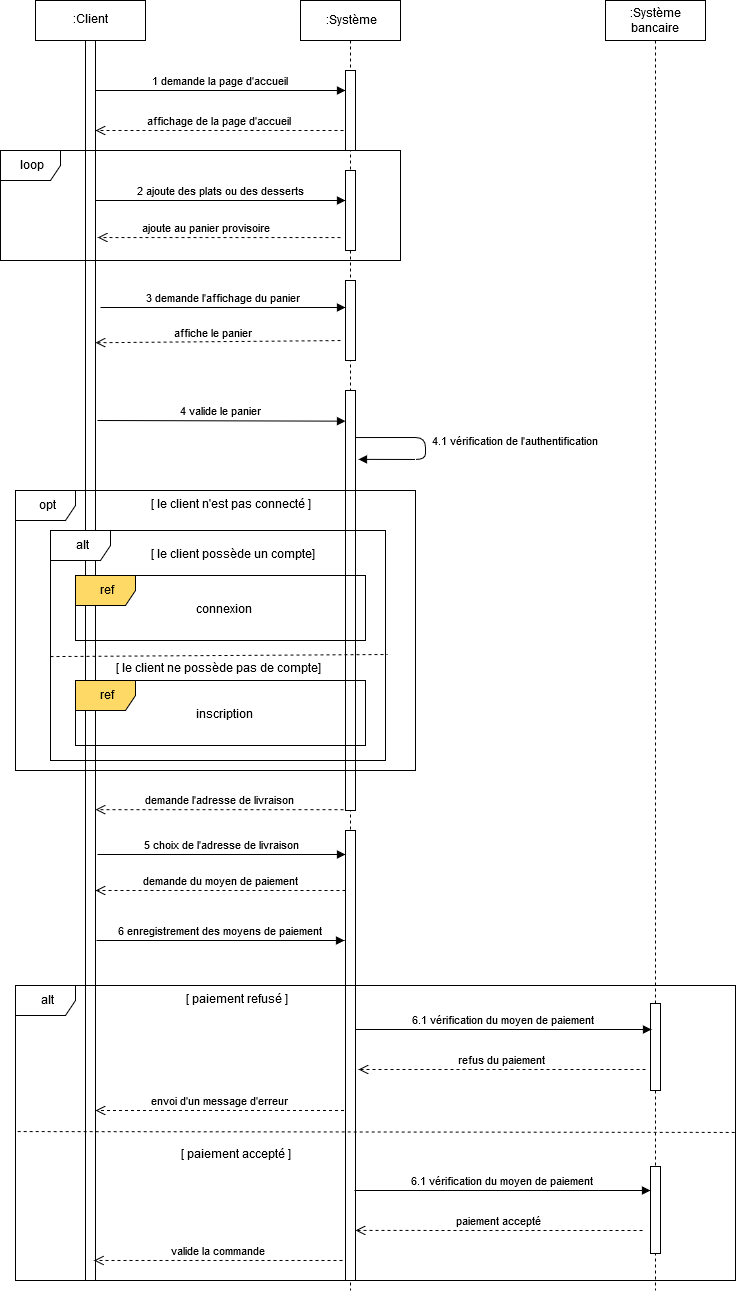 :Client
:Système
:Système
bancaire
1 demande la page d'accueil
affichage de la page d'accueil
loop
2 ajoute des plats ou des desserts
ajoute au panier provisoire
3 demande l'affichage du panier
affiche le panier
4 valide le panier
4.1 vérification de l'authentification
opt
[ le client n'est pas connecté ]
alt
[ le client possède un compte]
ref
connexion
[ le client ne possède pas de compte]
ref
inscription
demande l'adresse de livraison
5 choix de l'adresse de livraison
demande du moyen de paiement
6 enregistrement des moyens de paiement
alt
[ paiement refusé ]
6.1 vérification du moyen de paiement
refus du paiement
envoi d'un message d'erreur
[ paiement accepté ]
6.1 vérification du moyen de paiement
paiement accepté
valide la commande